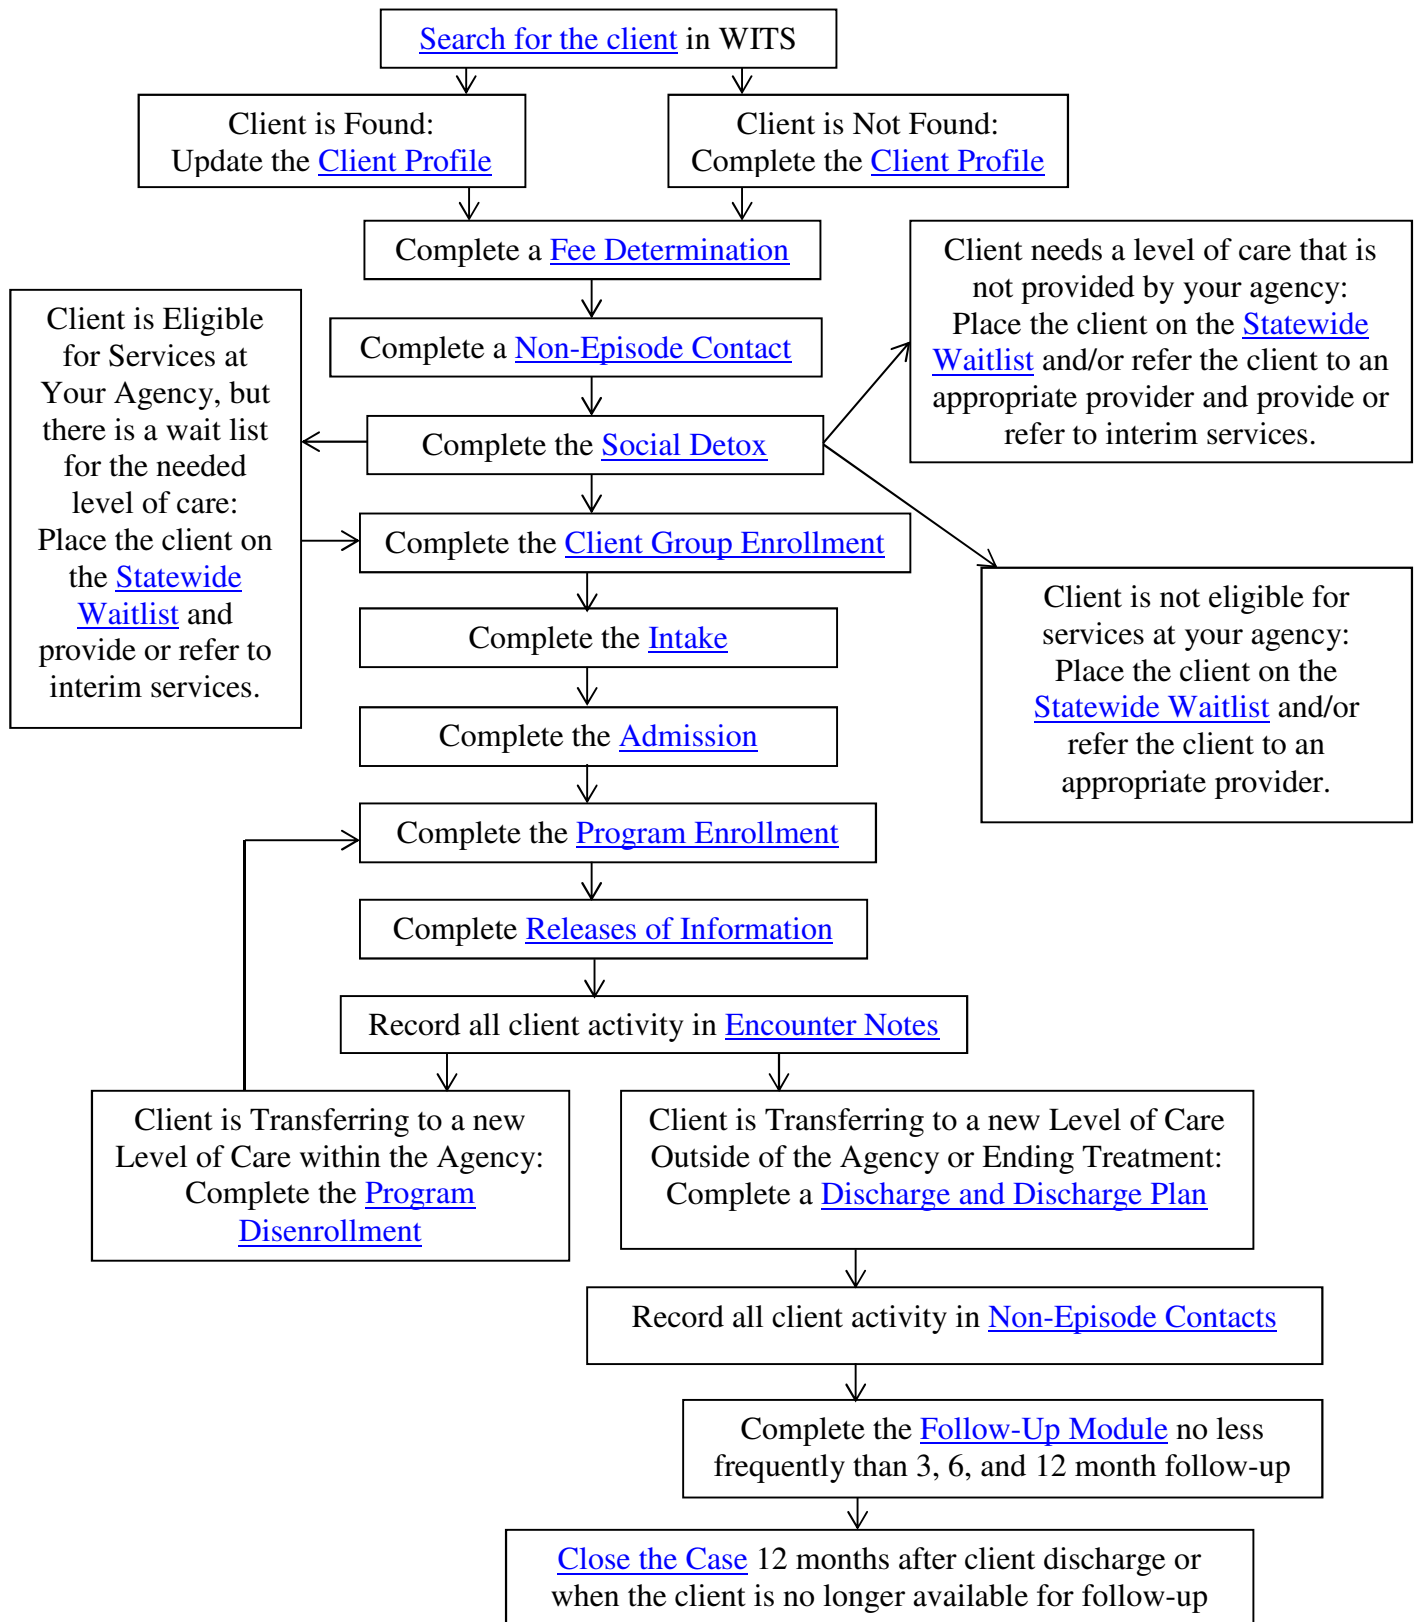 Search for the client in WITS
Client is Found:
Update the Client Profile
Client is Not Found:
Complete the Client Profile
Complete a Fee Determination
Client needs a level of care that is
not provided by your agency:
Place the client on the Statewide
Waitlist and/or refer the client to an
appropriate provider and provide or
refer to interim services.
Complete a Non-Episode Contact
Client is Eligible
for Services at
Your Agency, but
there is a wait list
for the needed
level of care:
Place the client on
the Statewide
Waitlist and
provide or refer to
interim services.
Complete the Social Detox
Complete the Client Group Enrollment
Client is not eligible for
services at your agency:
Place the client on the
Statewide Waitlist and/or
refer the client to an
appropriate provider.
Complete the Intake
Complete the Admission
Complete the Program Enrollment
Complete Releases of Information
Record all client activity in Encounter Notes
Client is Transferring to a new
Level of Care within the Agency:
Complete the Program
Disenrollment
Client is Transferring to a new Level of Care
Outside of the Agency or Ending Treatment:
Complete a Discharge and Discharge Plan
Record all client activity in Non-Episode Contacts
Complete the Follow-Up Module no less
frequently than 3, 6, and 12 month follow-up
Close the Case 12 months after client discharge or
when the client is no longer available for follow-up